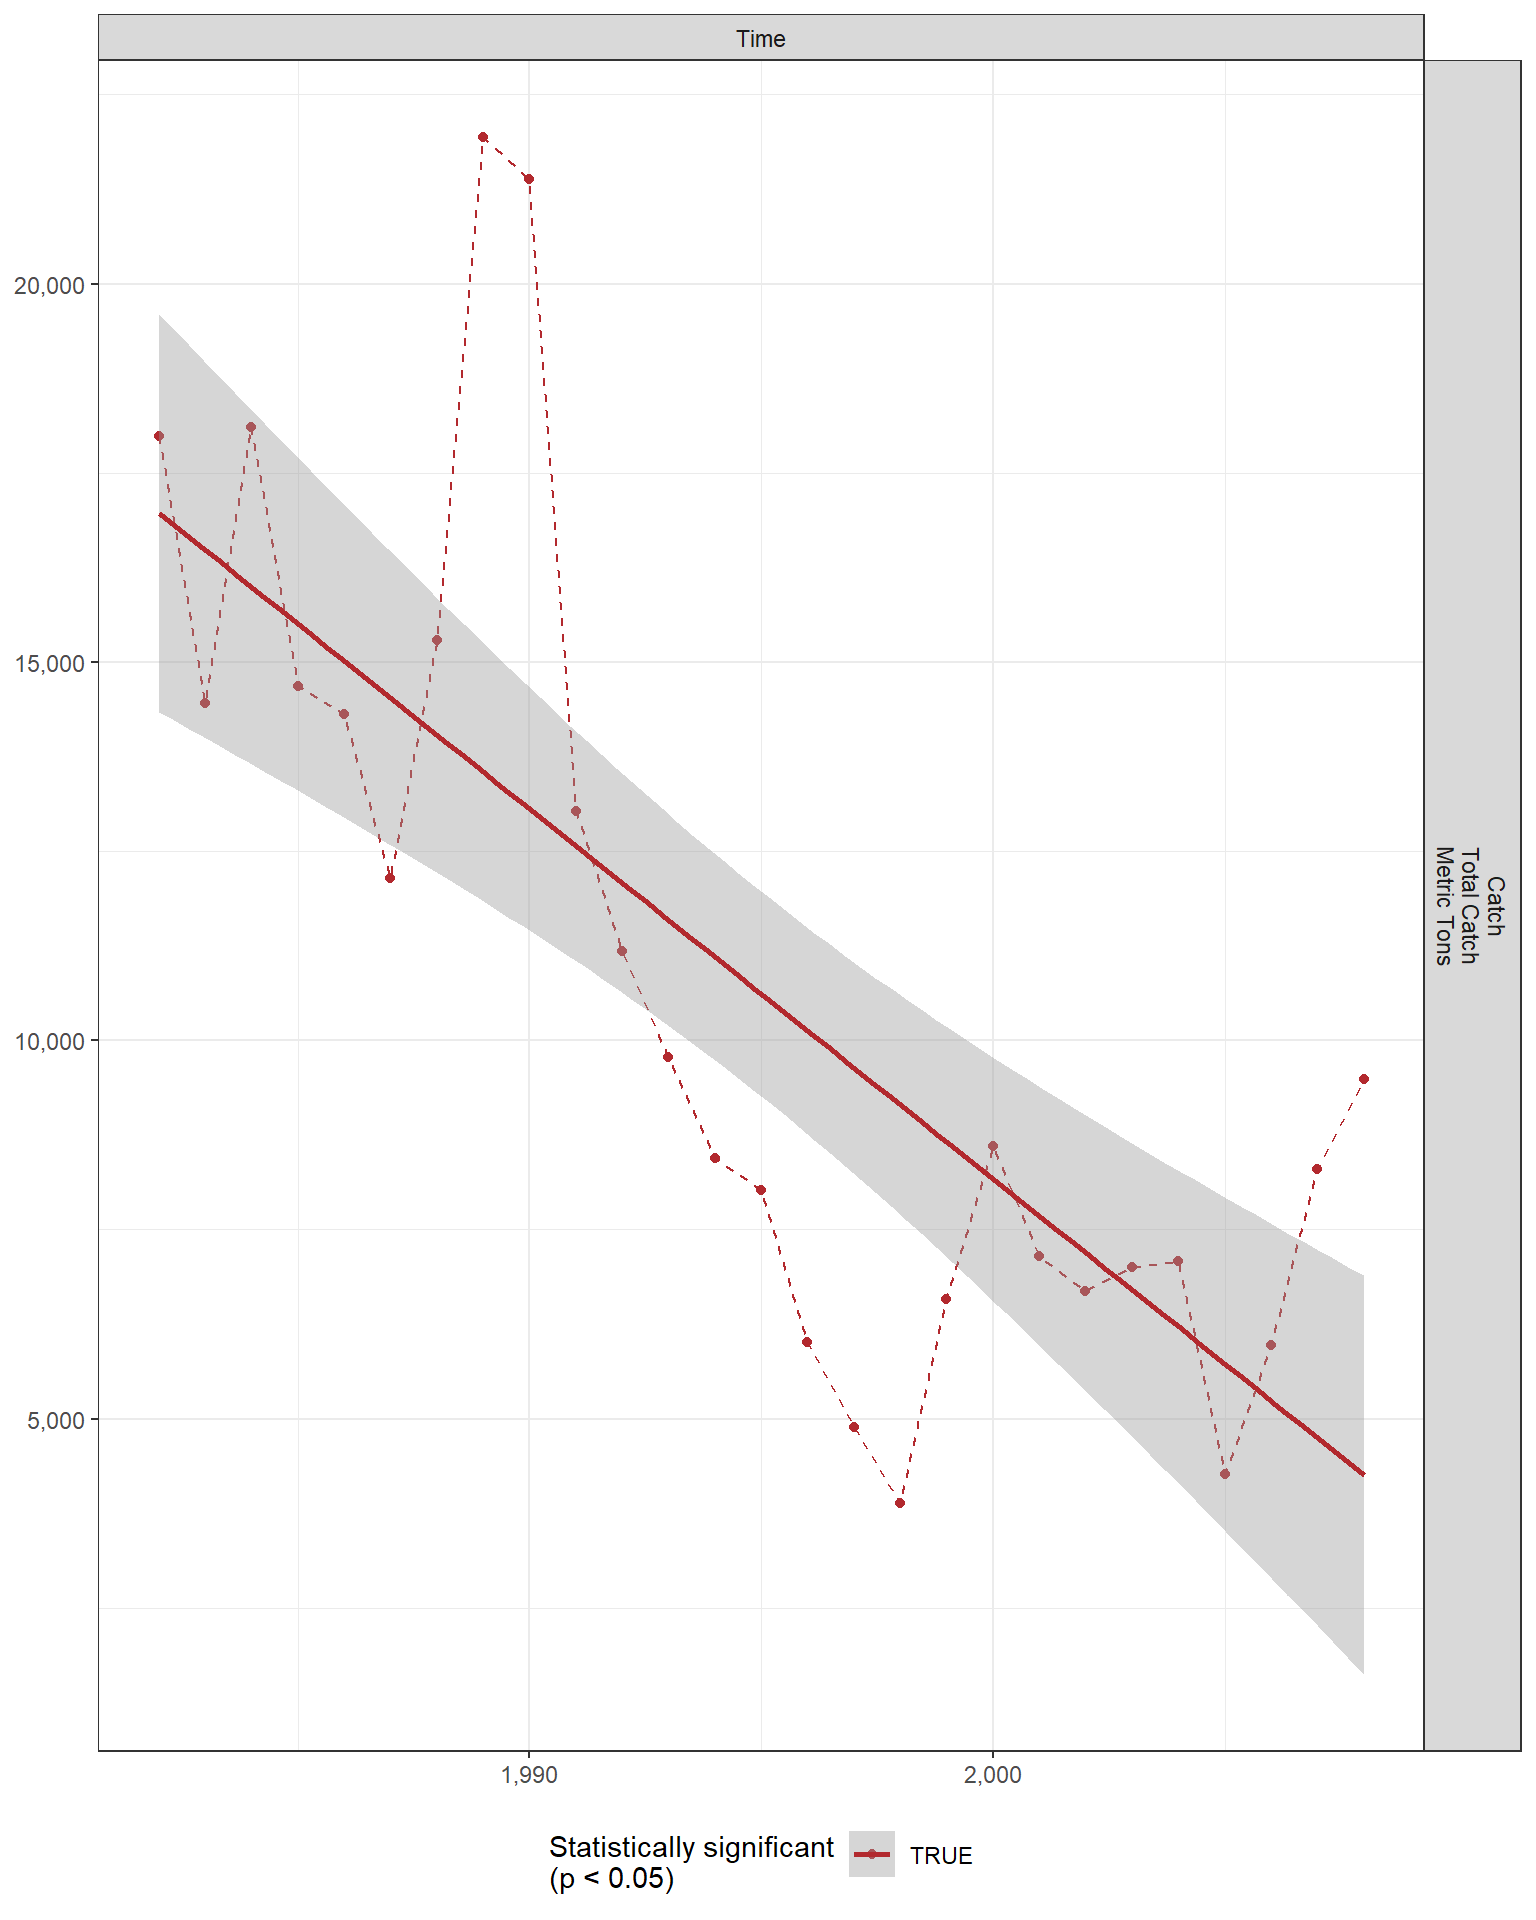 Time
20,000
15,000
10,000
5,000
Catch
Total Catch
Metric Tons
1,990
2,000
Statistically significant
(p < 0.05)
TRUE